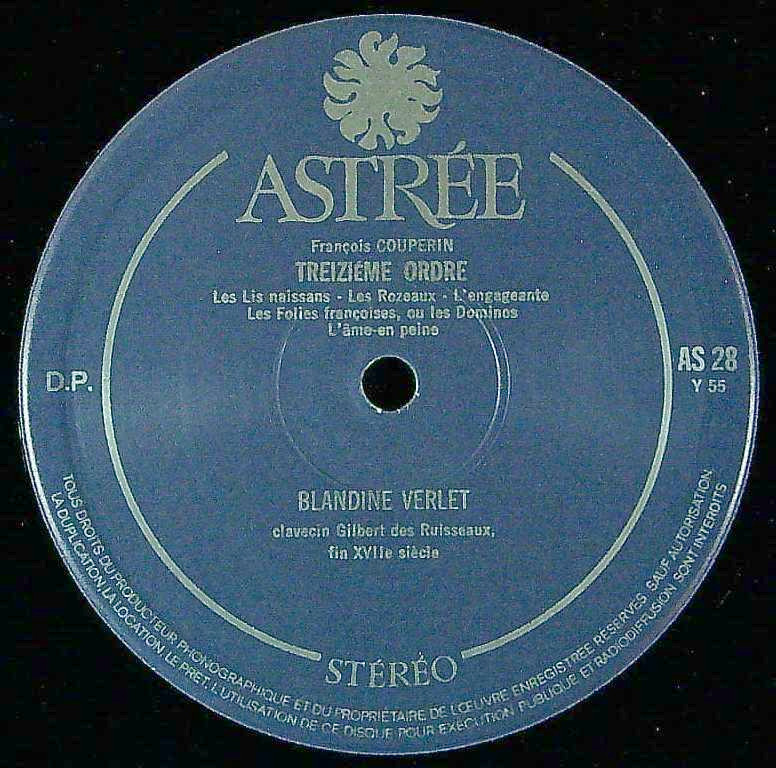 ASTRÉE
François COUPERIN
TREIZIÉME ORDRE
Les Lis naissans - Les Rozeaux - L'engageante
Les Folies françoises, ou les Dominos
L'âme-en peine
D.P.
AS 28
Y 55
BLANDINE VERLET
clavecin Gilbert des Ruisseaux,
fin XVIIe siècle
STÉRÉO
TOUS DROITS DU PRODUCTEUR PHONOGRAPHIQUE ET DU PROPRIÉTAIRE DE L'ŒUVRE ENREGISTRÉE RÉSERVÉS. SAUF AUTORISATION,
LA DUPLICATION, LA LOCATION, LE PRET, L'UTILISATION DE CE DISQUE POUR EXÉCUTION PUBLIQUE ET RADIODIFFUSION SONT INTERDITS